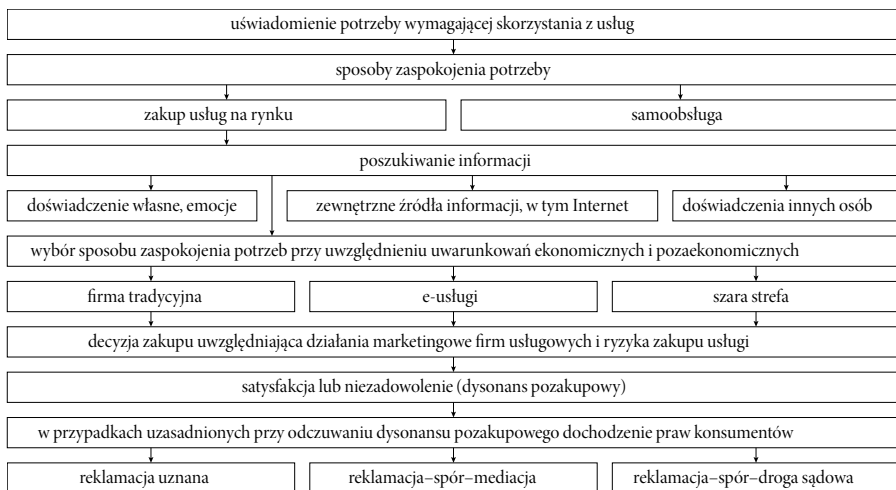 uświadomienie potrzeby wymagającej skorzystania z usług
sposoby zaspokojenia potrzeby
zakup usług na rynku
samoobsługa
poszukiwanie informacji
doświadczenie własne, emocje
zewnętrzne źródła informacji, w tym Internet
doświadczenia innych osób
wybór sposobu zaspokojenia potrzeb przy uwzględnieniu uwarunkowań ekonomicznych i pozaekonomicznych
firma tradycyjna
e-usługi
szara strefa
decyzja zakupu uwzględniająca działania marketingowe firm usługowych i ryzyka zakupu usługi
satysfakcja lub niezadowolenie (dysonans pozakupowy)
w przypadkach uzasadnionych przy odczuwaniu dysonansu pozakupowego dochodzenie praw konsumentów
reklamacja uznana
reklamacja–spór–mediacja
reklamacja–spór–droga sądowa